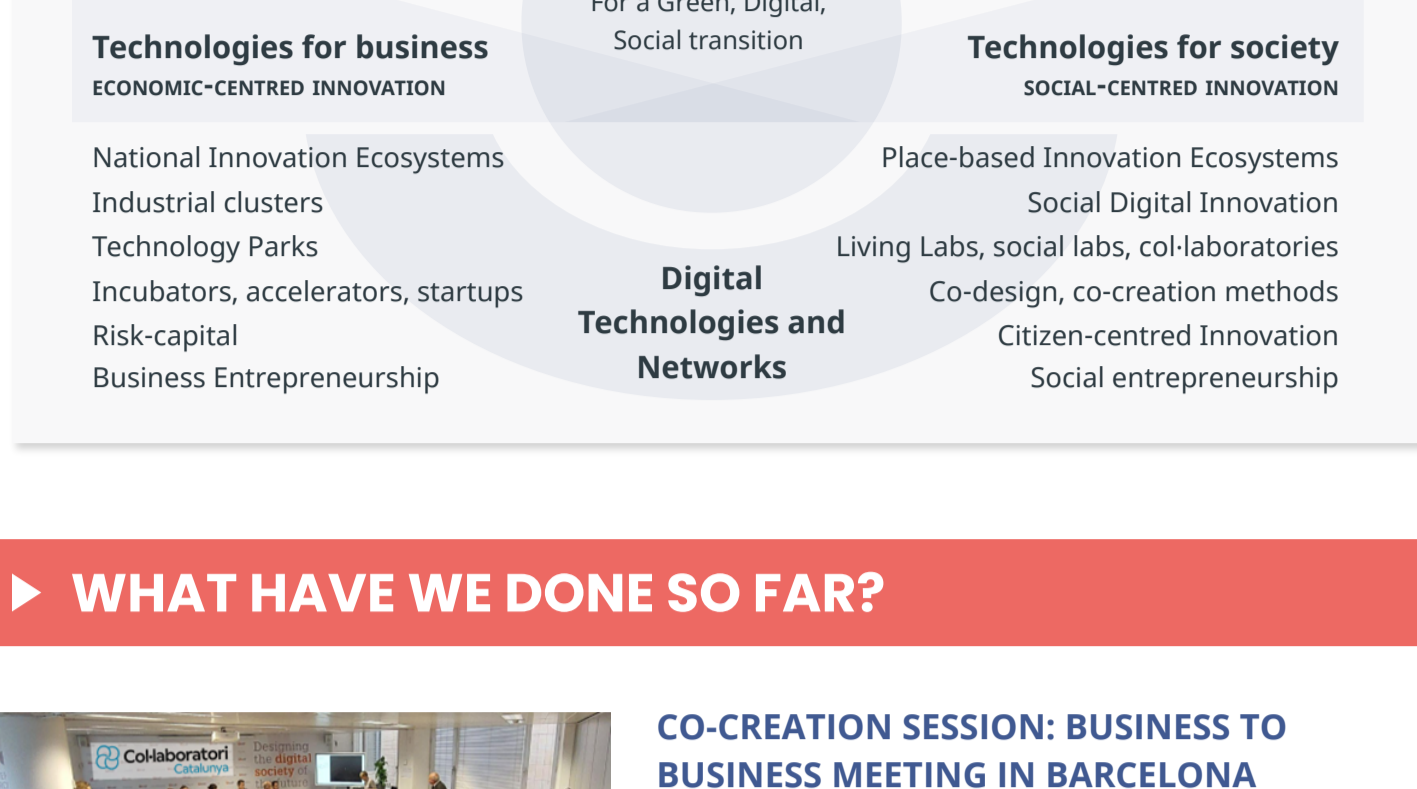 For a Green, Digital,
Social transition
Technologies for business
ECONOMIC-CENTRED INNOVATION
Technologies for society
SOCIAL-CENTRED INNOVATION
National Innovation Ecosystems
Industrial clusters
Technology Parks
Incubators, accelerators, startups
Risk-capital
Business Entrepreneurship
Digital
Technologies and
Networks
Place-based Innovation Ecosystems
Social Digital Innovation
Living Labs, social labs, col·laboratories
Co-design, co-creation methods
Citizen-centred Innovation
Social entrepreneurship
WHAT HAVE WE DONE SO FAR?
Col·laboratori
Catalunya
Designing
the digital
society of
the future
CO-CREATION SESSION: BUSINESS TO
BUSINESS MEETING IN BARCELONA